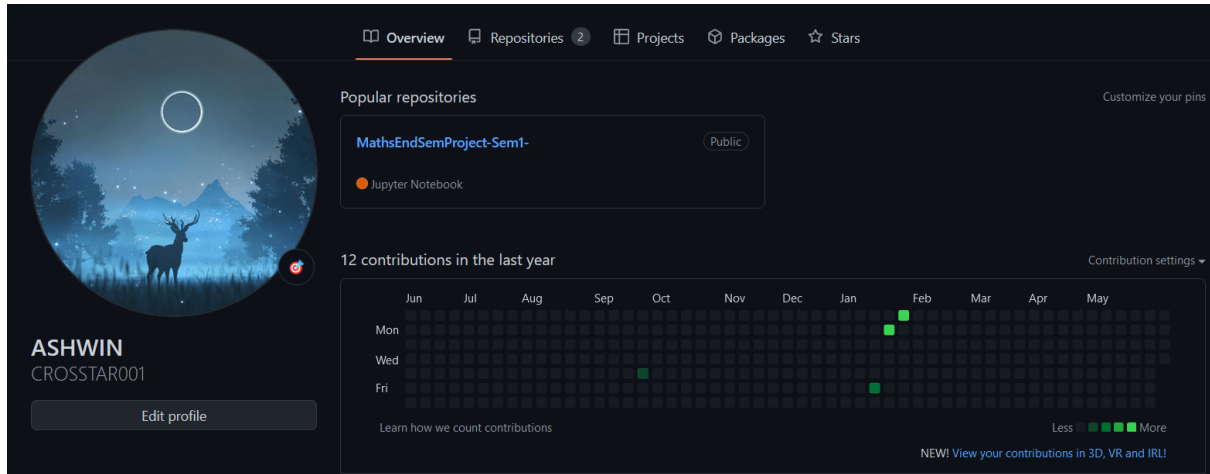 Overview Repositories 2 Projects Packages Stars
Popular repositories Customize your pins
MathsEndSemProject-Sem1- Public
Jupyter Notebook
12 contributions in the last year Contribution settings
Jun Jul Aug Sep Oct Nov Dec Jan Feb Mar Apr May
Mon
Wed
Fri
Learn how we count contributions Less More
NEW! View your contributions in 3D, VR and IRL!
ASHWIN
CROSSTAR001
Edit profile